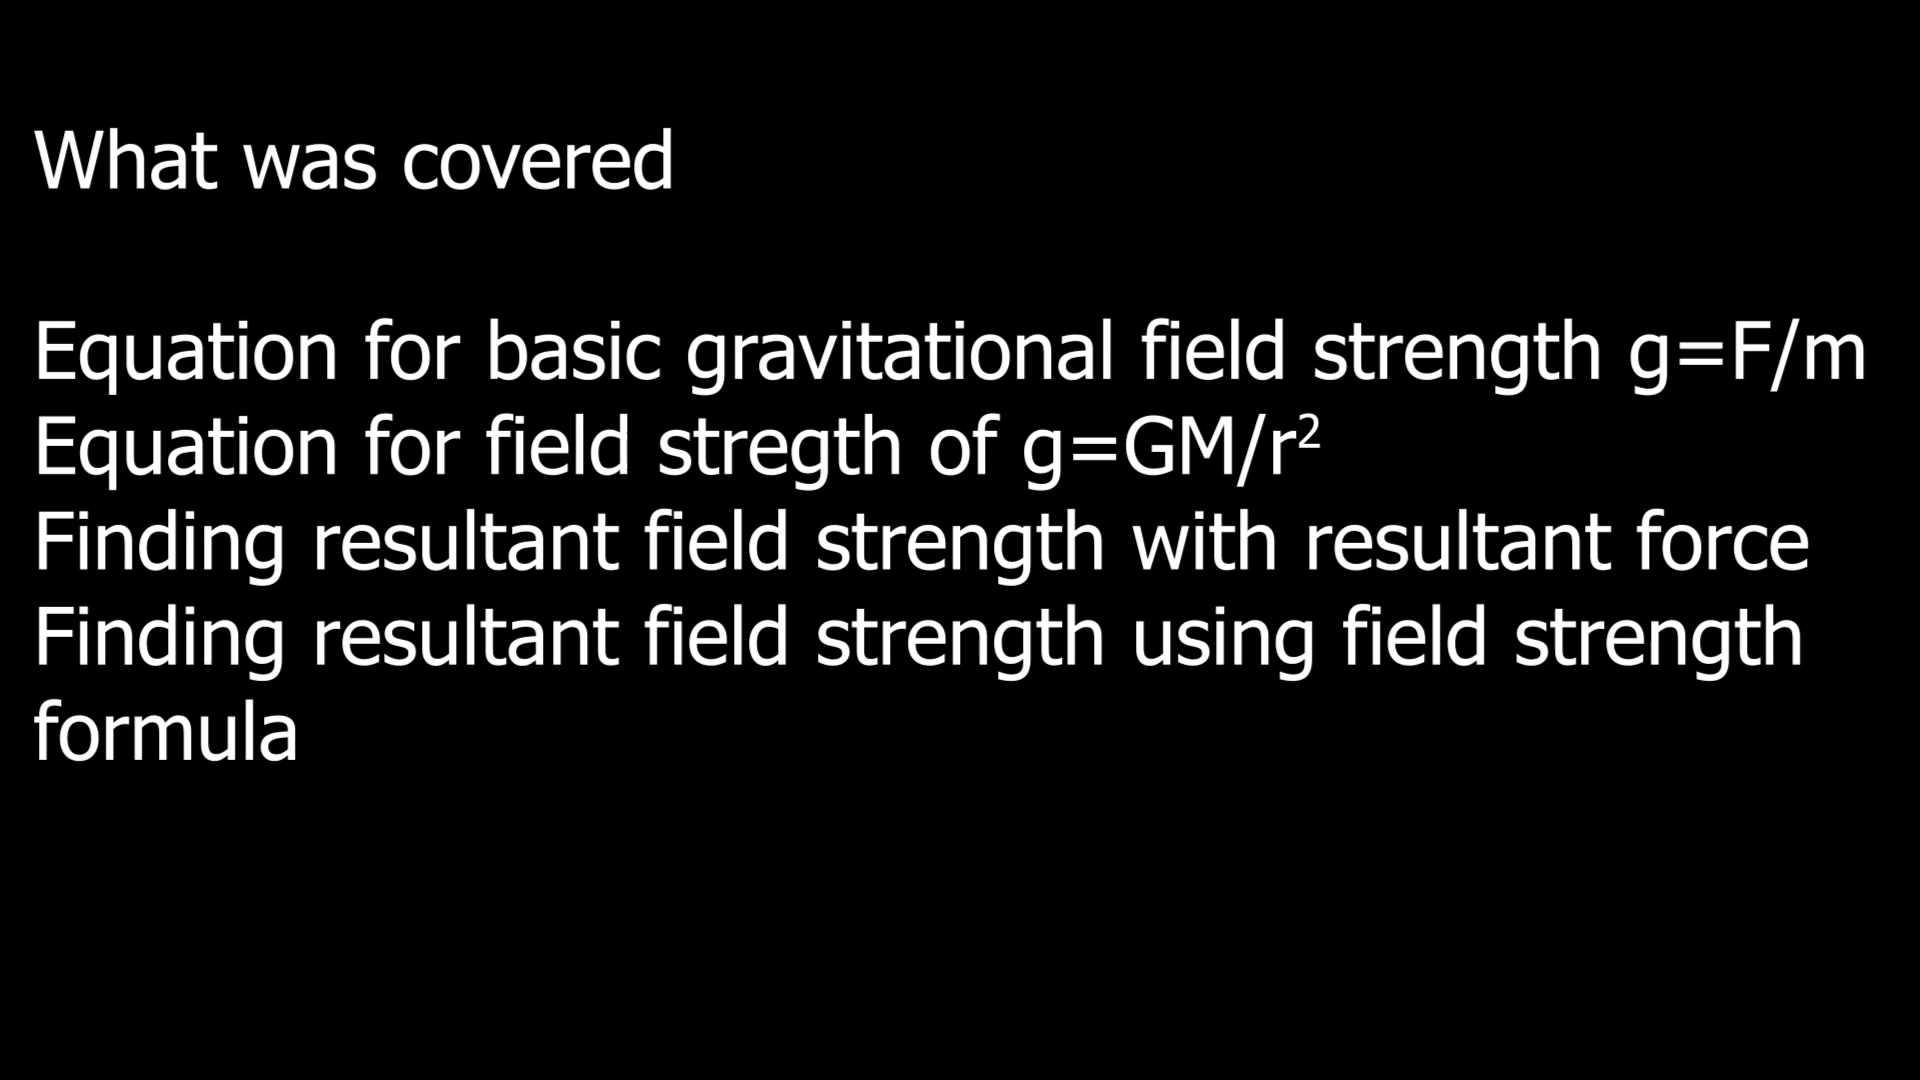 What was covered
Equation for basic gravitational field strength g=F/m
Equation for field stregth of g=GM/r²
Finding resultant field strength with resultant force
Finding resultant field strength using field strength
formula